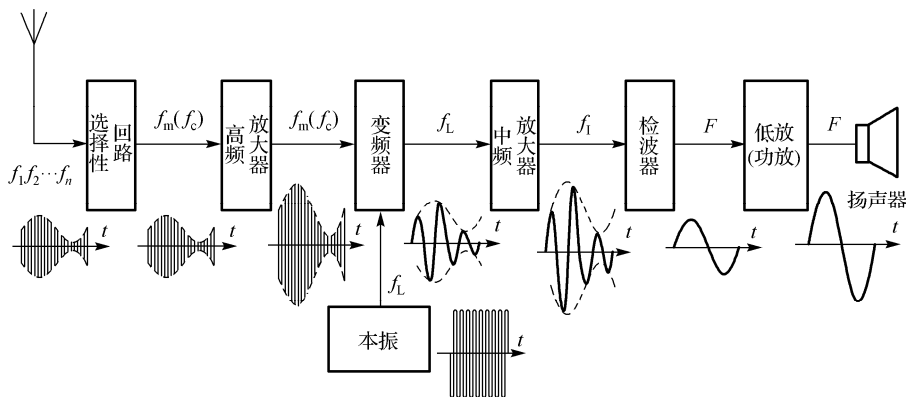 f₁f₂⋯fₙ
选择性
回路
fm(fc)
高频
放大器
fm(fc)
变频器
fL
中频
放大器
fI
检波器
F
低放
(功放)
F
扬声器
t
t
t
t
t
t
t
fL
本振
t